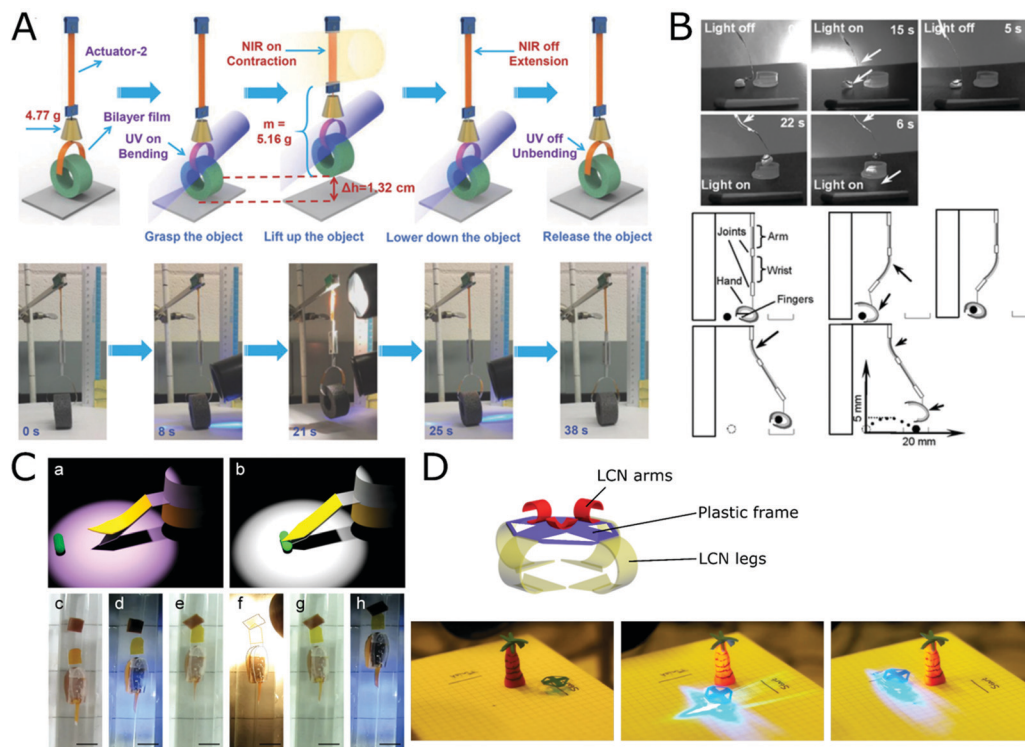 A
Actuator-2
4.77 g
Bilayer film
UV on
Bending
NIR on
Contraction
m =
5.16 g
Δh=1,32 cm
NIR off
Extension
UV off
Unbending
Grasp the object
Lift up the object
Lower down the object
Release the object
0 s
8 s
21 s
25 s
38 s
B
Light off
Light on
15 s
Light off
5 s
22 s
Light on
6 s
Light on
Joints
Arm
Wrist
Hand
Fingers
5 mm
20 mm
C
a
b
c
d
e
f
g
h
D
LCN arms
Plastic frame
LCN legs